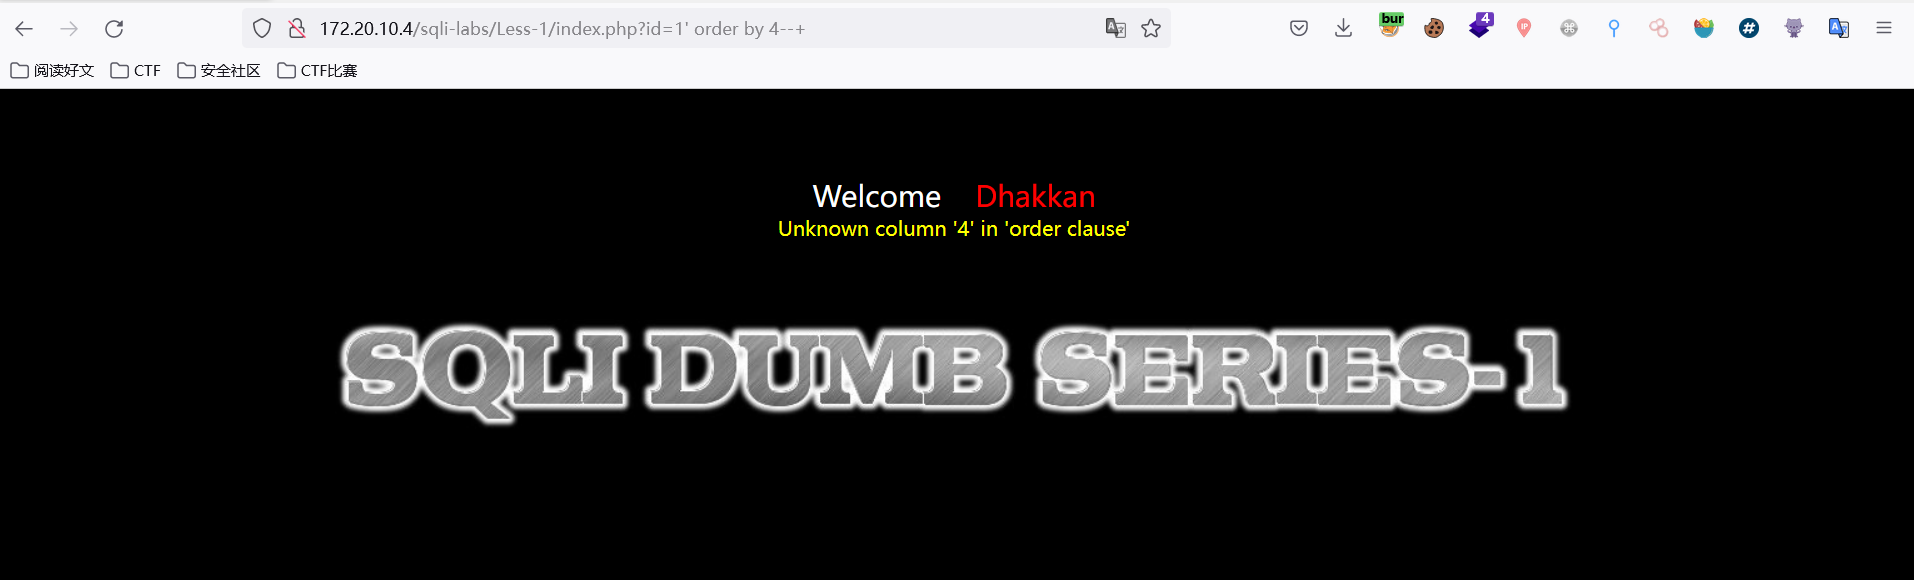 172.20.10.4/sqli-labs/Less-1/index.php?id=1' order by 4--+
bur
4
IP
阅读好文 CTF 安全社区 CTF比赛
Welcome Dhakkan
Unknown column '4' in 'order clause'
SQLI DUMB SERIES-1